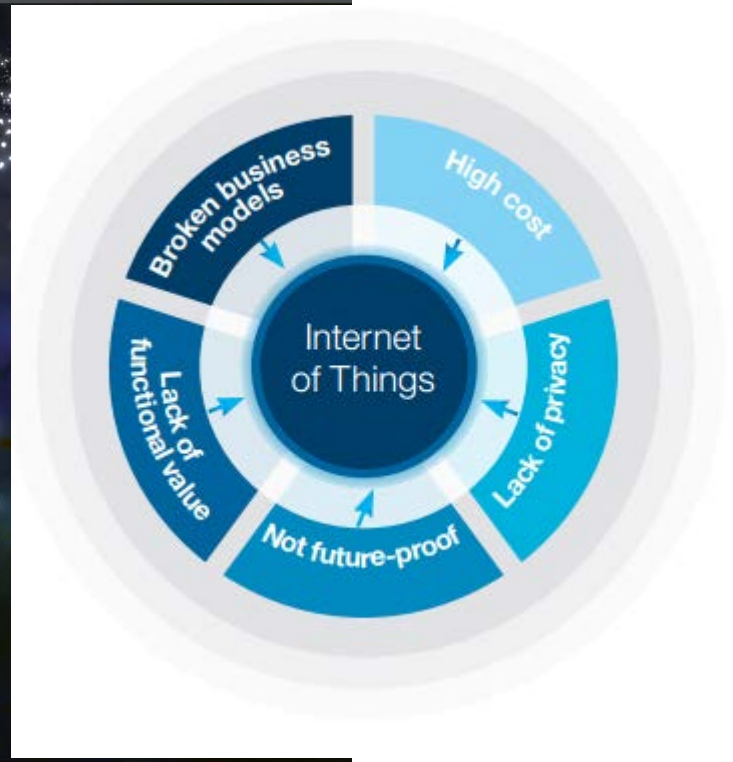 Broken business
models
High cost
Lack of privacy
Not future-proof
Lack of
functional value
Internet
of Things